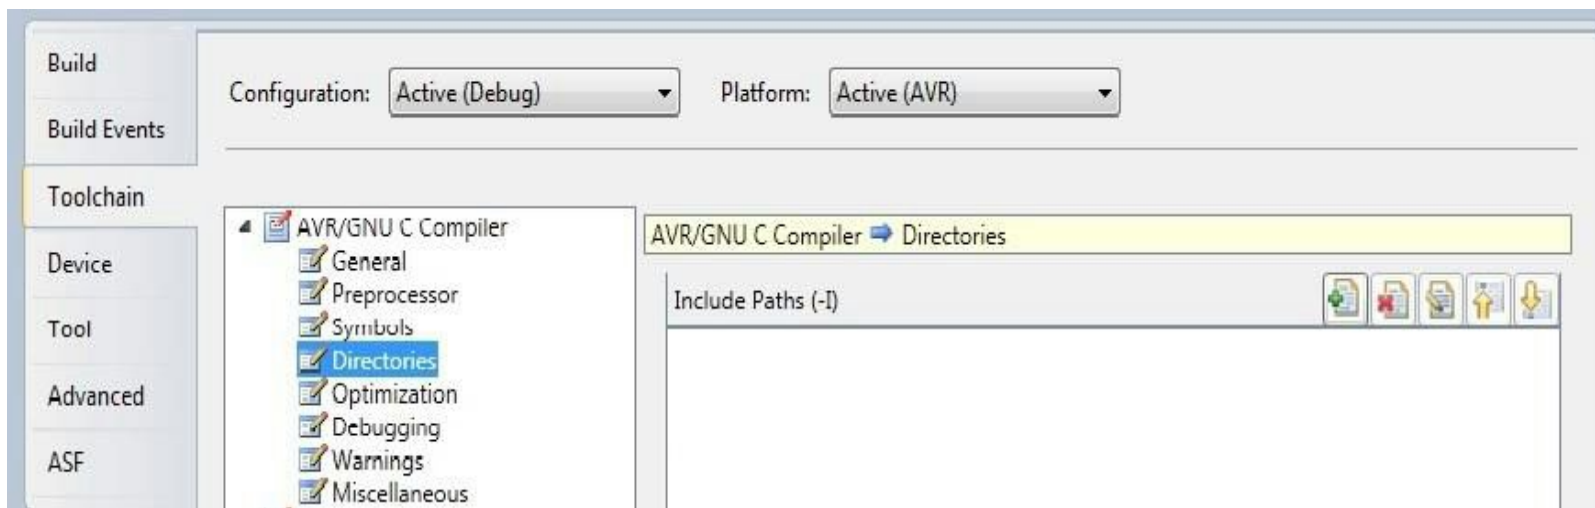 Build
Build Events
Toolchain
Device
Tool
Advanced
ASF
Configuration: Active (Debug) Platform: Active (AVR)
AVR/GNU C Compiler
General
Preprocessor
Symbols
Directories
Optimization
Debugging
Warnings
Miscellaneous
AVR/GNU C Compiler Directories
Include Paths (-I)